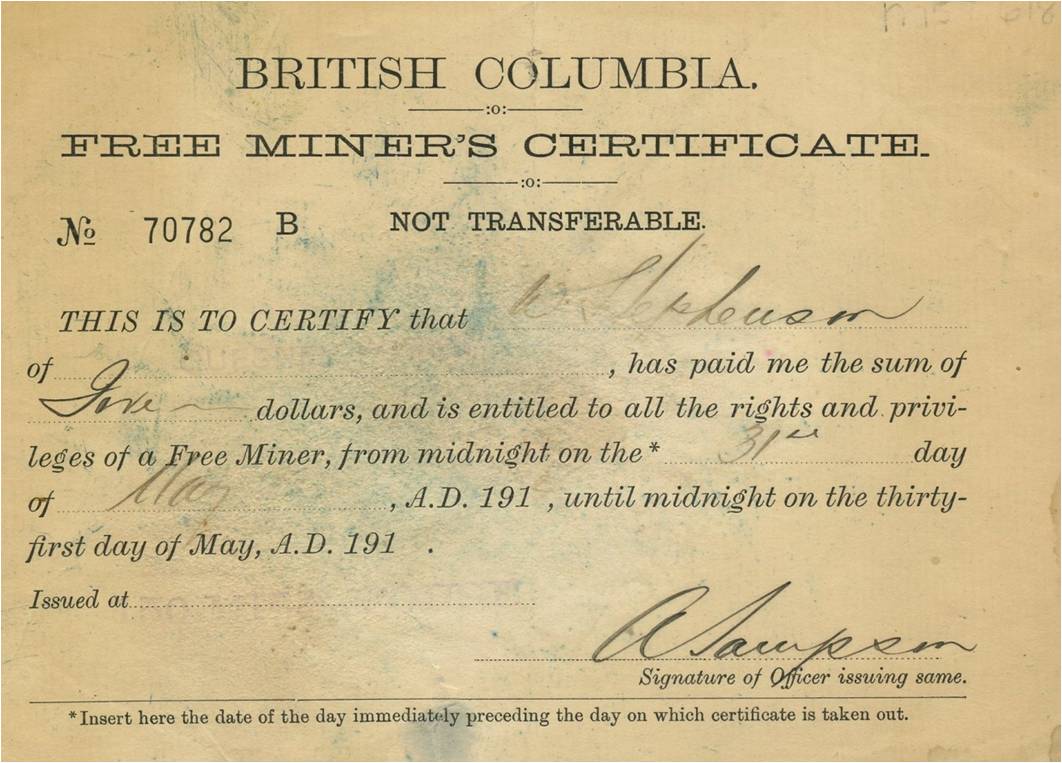 BRITISH COLUMBIA.
:o:
FREE MINER'S CERTIFICATE.
:o:
No 70782 B NOT TRANSFERABLE.
THIS IS TO CERTIFY that W Stephenson
of , has paid me the sum of
Five dollars, and is entitled to all the rights and privi-
leges of a Free Miner, from midnight on the * 31st day
of May , A.D. 191 , until midnight on the thirty-
first day of May, A.D. 191 .
Issued at
A Sampson
Signature of Officer issuing same.
*Insert here the date of the day immediately preceding the day on which certificate is taken out.